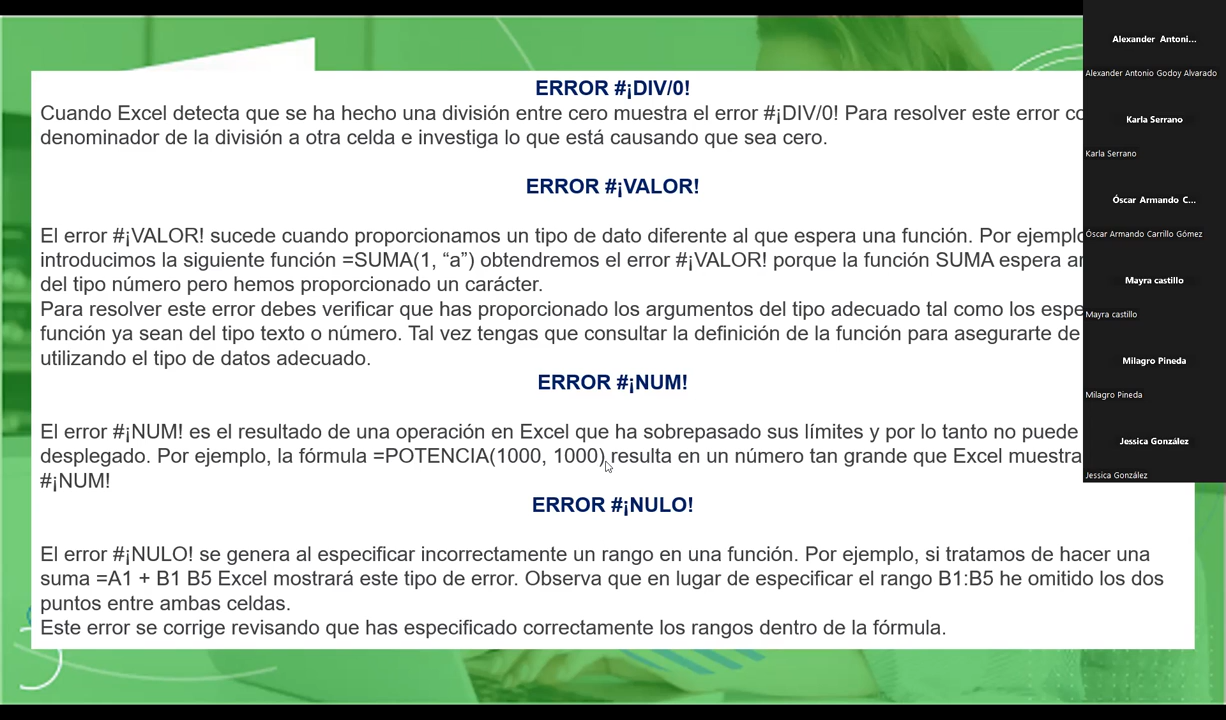 ERROR #¡DIV/0!
Cuando Excel detecta que se ha hecho una división entre cero muestra el error #¡DIV/0! Para resolver este error co
denominador de la división a otra celda e investiga lo que está causando que sea cero.
ERROR #¡VALOR!
El error #¡VALOR! sucede cuando proporcionamos un tipo de dato diferente al que espera una función. Por ejemplo
introducimos la siguiente función =SUMA(1, “a”) obtendremos el error #¡VALOR! porque la función SUMA espera ar
del tipo número pero hemos proporcionado un carácter.
Para resolver este error debes verificar que has proporcionado los argumentos del tipo adecuado tal como los espe
función ya sean del tipo texto o número. Tal vez tengas que consultar la definición de la función para asegurarte de
utilizando el tipo de datos adecuado.
ERROR #¡NUM!
El error #¡NUM! es el resultado de una operación en Excel que ha sobrepasado sus límites y por lo tanto no puede
desplegado. Por ejemplo, la fórmula =POTENCIA(1000, 1000) resulta en un número tan grande que Excel muestra
#¡NUM!
ERROR #¡NULO!
El error #¡NULO! se genera al especificar incorrectamente un rango en una función. Por ejemplo, si tratamos de hacer una
suma =A1 + B1 B5 Excel mostrará este tipo de error. Observa que en lugar de especificar el rango B1:B5 he omitido los dos
puntos entre ambas celdas.
Este error se corrige revisando que has especificado correctamente los rangos dentro de la fórmula.
Alexander Antoni...
Alexander Antonio Godoy Alvarado
Karla Serrano
Karla Serrano
Óscar Armando C...
Óscar Armando Carrillo Gómez
Mayra castillo
Mayra castillo
Milagro Pineda
Milagro Pineda
Jessica González
Jessica González